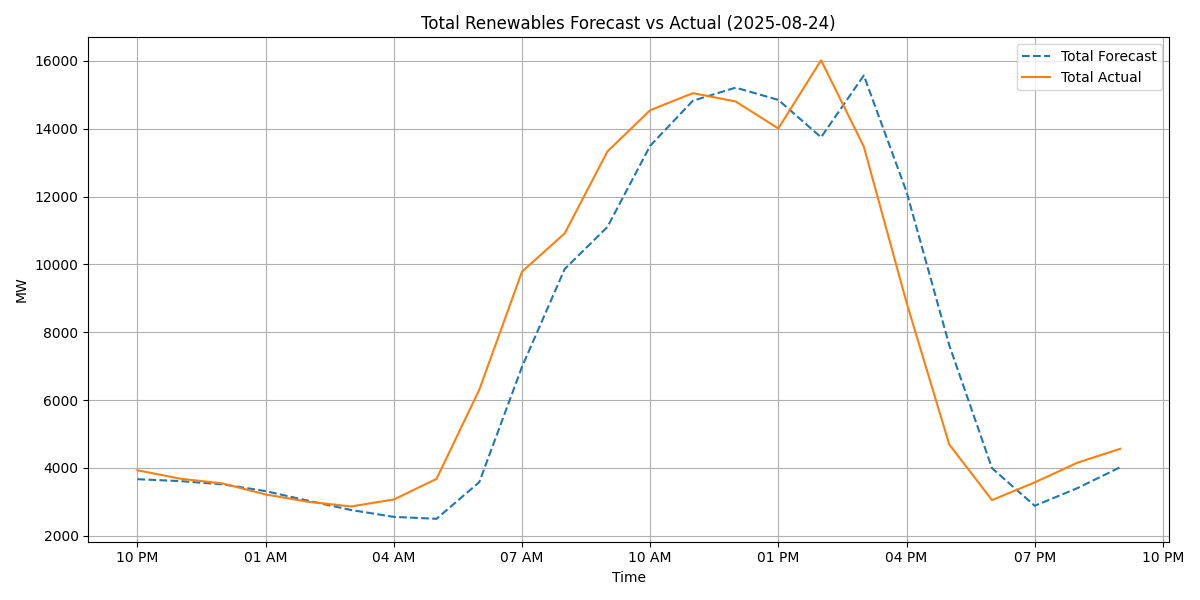 Total Renewables Forecast vs Actual (2025-08-24)
Total Forecast
Total Actual
16000
14000
12000
10000
8000
6000
4000
2000
MW
10 PM
01 AM
04 AM
07 AM
10 AM
01 PM
04 PM
07 PM
10 PM
Time